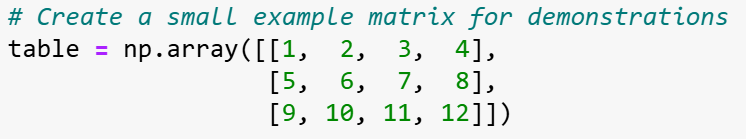 # Create a small example matrix for demonstrations
table = np.array([[1,  2,  3,  4],
                  [5,  6,  7,  8],
                  [9, 10, 11, 12]])